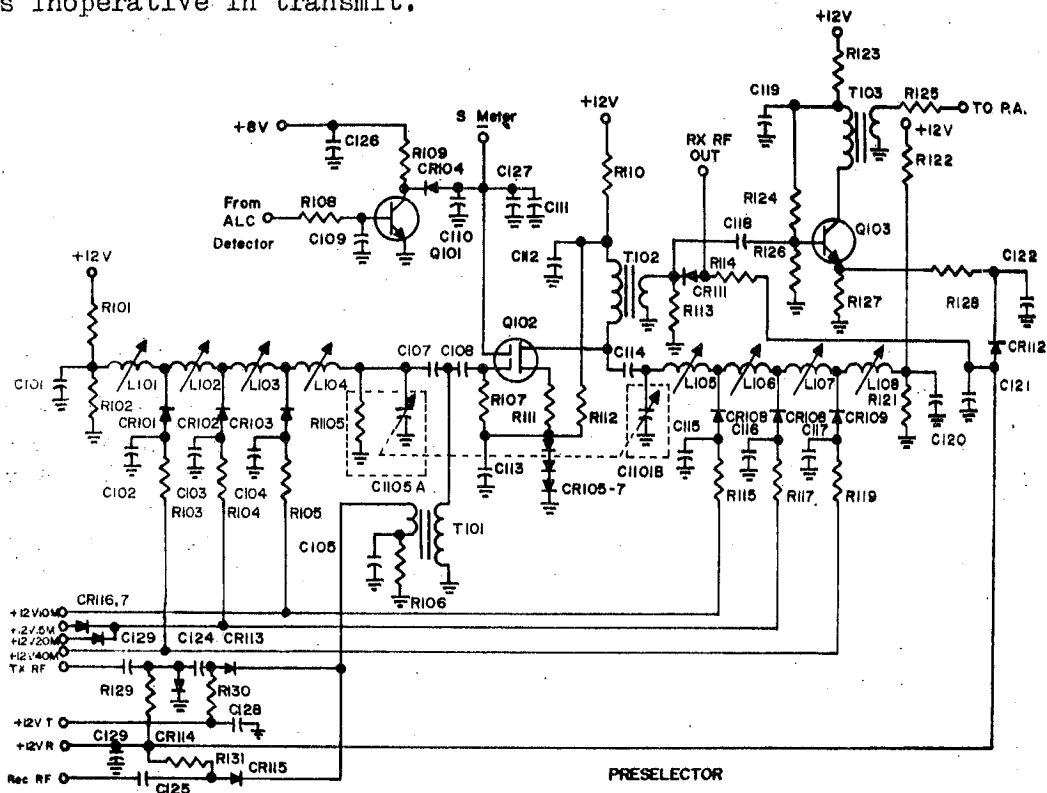 s inoperative in transmit.
+12V
R123
C119
T103
R125
TO P.A.
+12V
S Meter
+12V
+8V
C126
R109
CR104
C127
C111
R110
RX RF
OUT
R122
From
ALC
Detector
R108
C109
Q101
C110
C112
T102
C118
R124
R126
Q103
C122
+12V
R114
CR111
R113
R127
R128
R101
Q102
C107
C108
C114
CR112
C101
L101
L102
L103
L104
L105
L106
L107
L108
C121
R102
R107
R111
R112
R121
CR101
CR102
CR103
R105
CR108
CR108
CR109
C115
C116
C117
C120
C113
C1101B
C102
C103
C104
C1105A
CR105-7
R115
R117
R119
R103
R104
R105
C105
T101
R106
+12V10M
CR116,7
+12V15M
+12V20M
C129
C124
CR113
+12V40M
TX RF
R129
R130
C128
+12V T
+12V R
C129
CR114
R131
CR115
Rec RF
C125
PRESELECTOR